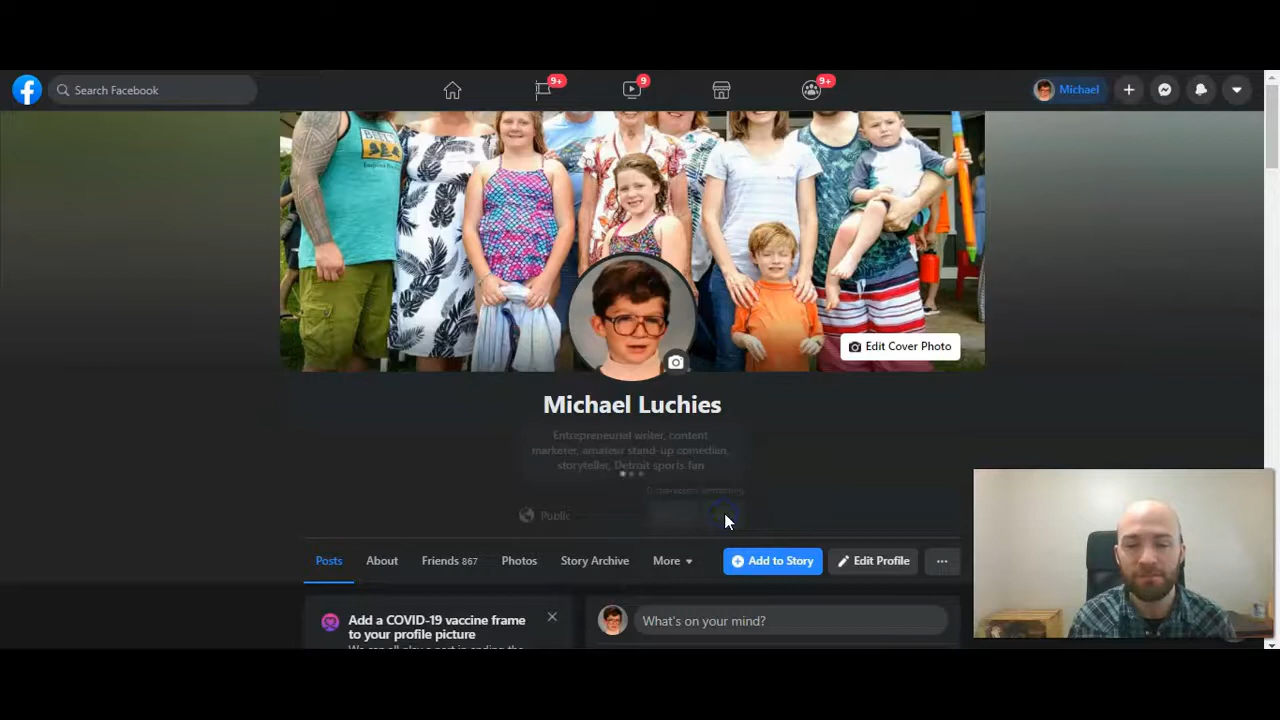 Search Facebook
9+
9
9+
Michael
Edit Cover Photo
Michael Luchies
Entrepreneurial writer, content
marketer, amateur stand-up comedian,
storyteller, Detroit sports fan
Public
Posts
About
Friends 867
Photos
Story Archive
More
Add to Story
Edit Profile
Add a COVID-19 vaccine frame
to your profile picture
What's on your mind?